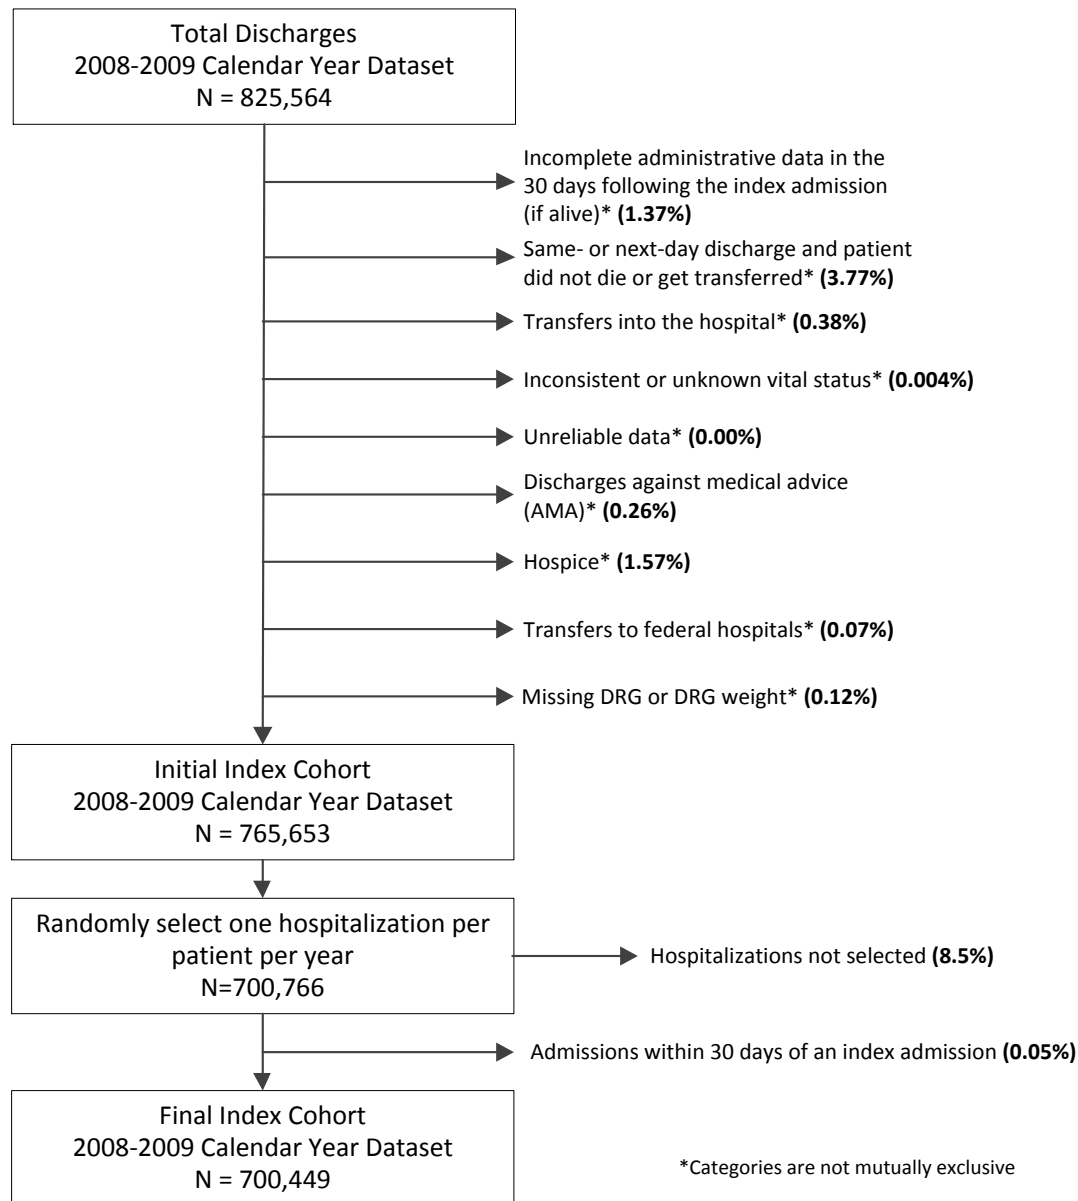 Total Discharges
2008-2009 Calendar Year Dataset
N = 825,564
Incomplete administrative data in the
30 days following the index admission
(if alive)* (1.37%)
Same- or next-day discharge and patient
did not die or get transferred* (3.77%)
Transfers into the hospital* (0.38%)
Inconsistent or unknown vital status* (0.004%)
Unreliable data* (0.00%)
Discharges against medical advice
(AMA)* (0.26%)
Hospice* (1.57%)
Transfers to federal hospitals* (0.07%)
Missing DRG or DRG weight* (0.12%)
Initial Index Cohort
2008-2009 Calendar Year Dataset
N = 765,653
Randomly select one hospitalization per
patient per year
N=700,766
Hospitalizations not selected (8.5%)
Admissions within 30 days of an index admission (0.05%)
Final Index Cohort
2008-2009 Calendar Year Dataset
N = 700,449
*Categories are not mutually exclusive